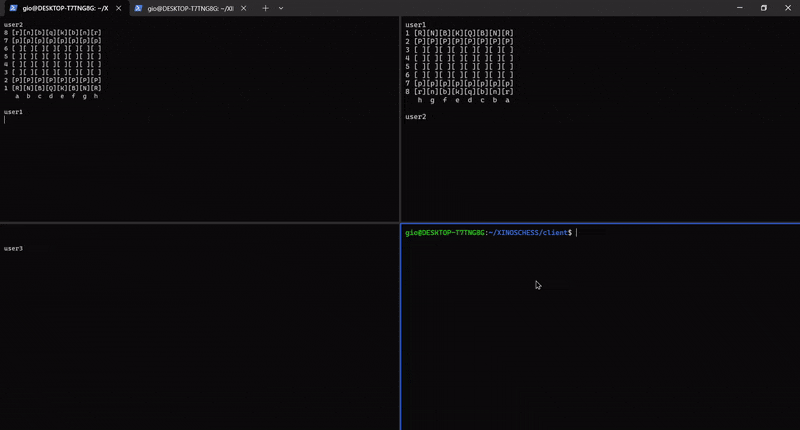 gio@DESKTOP-T7TNG8G: ~/X
gio@DESKTOP-T7TNG8G: ~/XI
user2
8 [r][n][b][q][k][b][n][r]
7 [p][p][p][p][p][p][p][p]
6 [ ][ ][ ][ ][ ][ ][ ][ ]
5 [ ][ ][ ][ ][ ][ ][ ][ ]
4 [ ][ ][ ][ ][ ][ ][ ][ ]
3 [ ][ ][ ][ ][ ][ ][ ][ ]
2 [P][P][P][P][P][P][P][P]
1 [R][N][B][Q][K][B][N][R]
a b c d e f g h
user1
user1
1 [R][N][B][K][Q][B][N][R]
2 [P][P][P][P][P][P][P][P]
3 [ ][ ][ ][ ][ ][ ][ ][ ]
4 [ ][ ][ ][ ][ ][ ][ ][ ]
5 [ ][ ][ ][ ][ ][ ][ ][ ]
6 [ ][ ][ ][ ][ ][ ][ ][ ]
7 [p][p][p][p][p][p][p][p]
8 [r][n][b][k][q][b][n][r]
h g f e d c b a
user2
user3
gio@DESKTOP-T7TNG8G:~/XINOSCHESS/client$